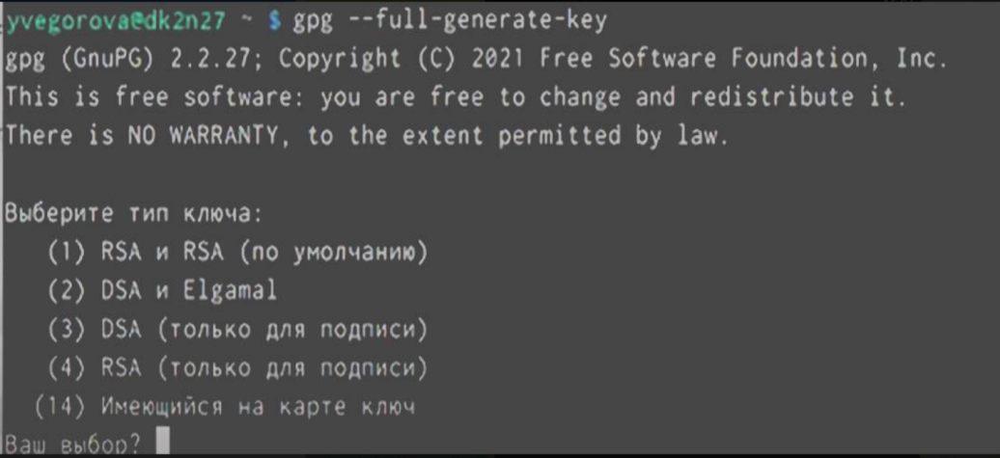 yvegorova@dk2n27 ~ $ gpg --full-generate-key
gpg (GnuPG) 2.2.27; Copyright (C) 2021 Free Software Foundation, Inc.
This is free software: you are free to change and redistribute it.
There is NO WARRANTY, to the extent permitted by law.
Выберите тип ключа:
(1) RSA и RSA (по умолчанию)
(2) DSA и Elgamal
(3) DSA (только для подписи)
(4) RSA (только для подписи)
(14) Имеющийся на карте ключ
Ваш выбор?